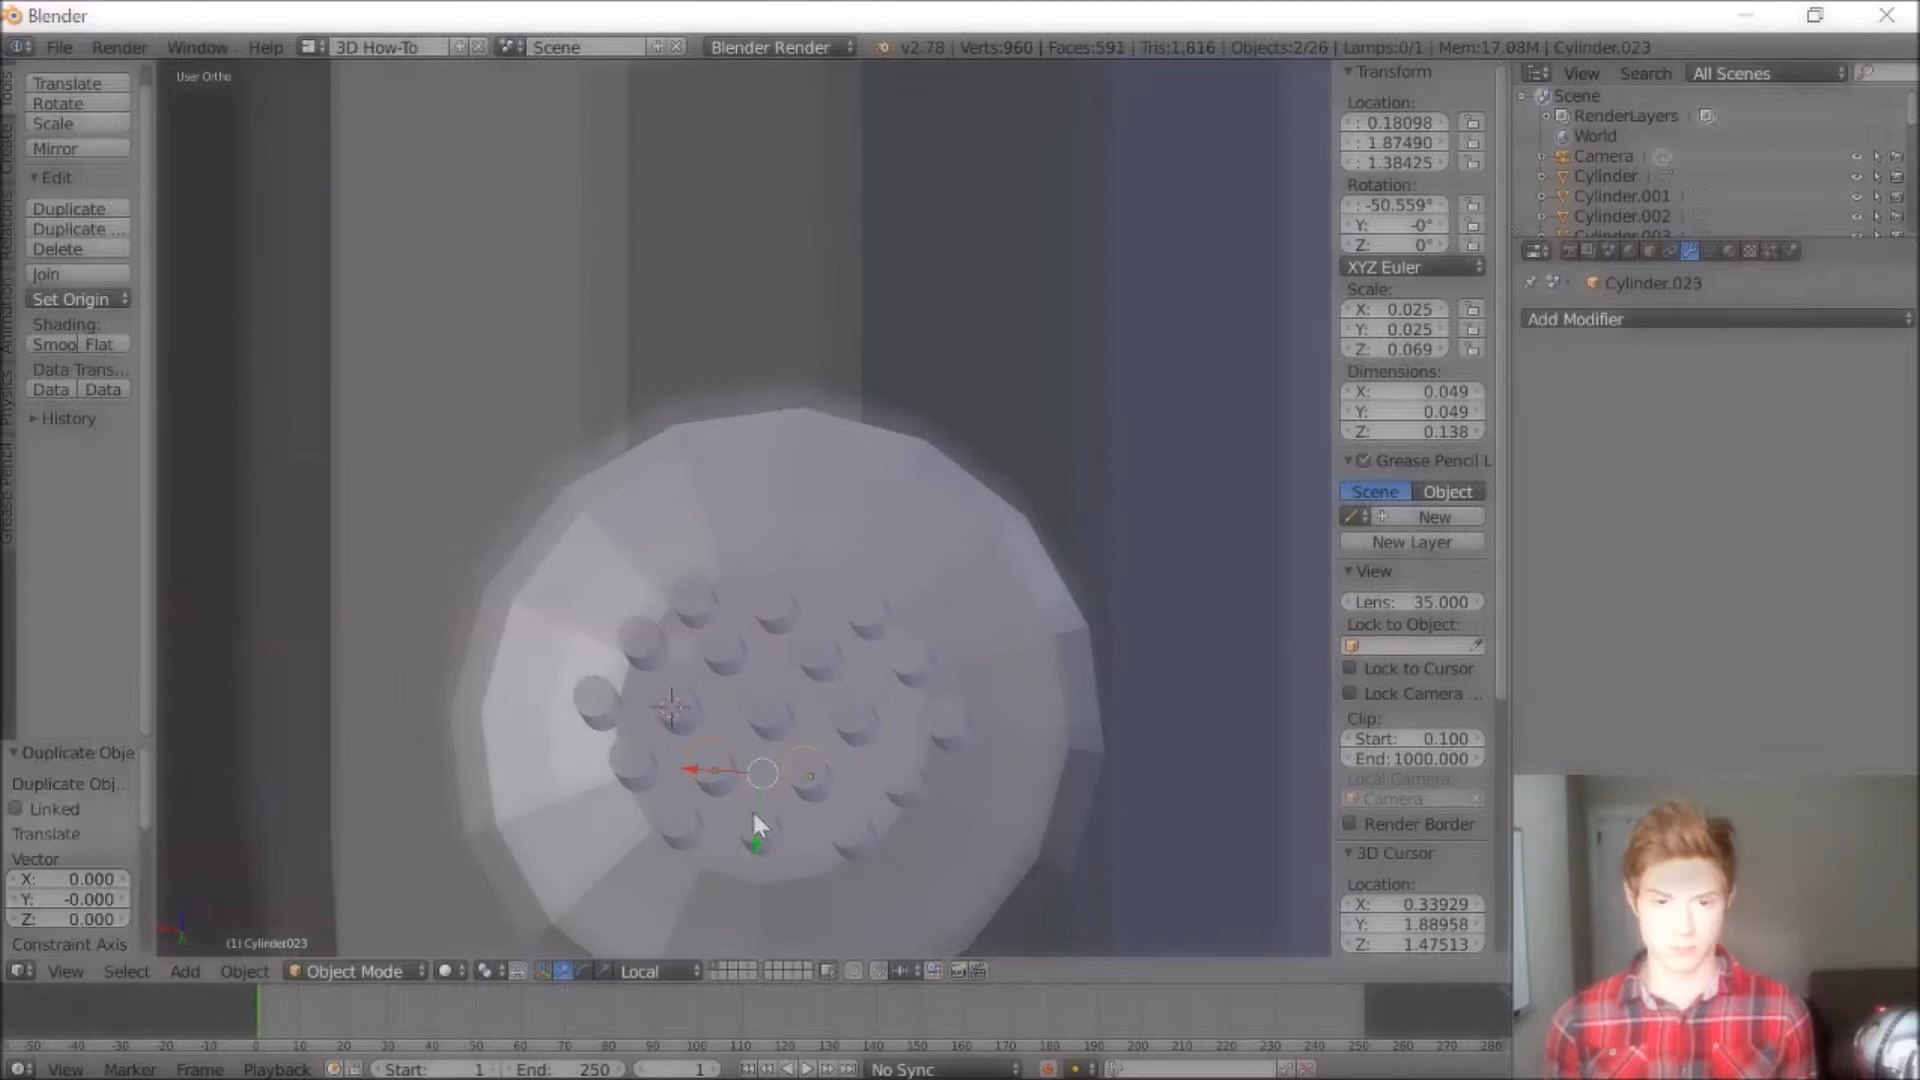 Blender
File Render Window Help 3D How-To Scene Blender Render v2.78 | Verts:960 | Faces:591 | Tris:1,816 | Objects:2/26 | Lamps:0/1 | Mem:17.08M | Cylinder.023
Tools
Create
Relations
Animation
Physics
Grease Pencil
Translate
Rotate
Scale
Mirror
Edit
Duplicate
Duplicate ...
Delete
Join
Set Origin
Shading:
Smoo Flat
Data Trans...
Data Data
History
Duplicate Obje
Duplicate Obj..
Linked
Translate
Vector
X: 0.000
Y: -0.000
Z: 0.000
Constraint Axis
User Ortho
(1) Cylinder.023
Transform
Location:
: 0.18098
: 1.87490
: 1.38425
Rotation:
: -50.559°
Y: -0°
Z: 0°
XYZ Euler
Scale:
X: 0.025
Y: 0.025
Z: 0.069
Dimensions:
X: 0.049
Y: 0.049
Z: 0.138
Grease Pencil L
Scene Object
New
New Layer
View
Lens: 35.000
Lock to Object:
Lock to Cursor
Lock Camera ...
Clip:
Start: 0.100
End: 1000.000
Local Camera:
Camera
Render Border
3D Cursor
Location:
X: 0.33929
Y: 1.88958
Z: 1.47513
View Search All Scenes
Scene
RenderLayers
World
Camera
Cylinder
Cylinder.001
Cylinder.002
Cylinder.003
Cylinder.023
Add Modifier
View Select Add Object Object Mode Local
-50 -40 -30 -20 -10 0 10 20 30 40 50 60 70 80 90 100 110 120 130 140 150 160 170 180 190 200 210 220 230 240 250 260 270 280
View Marker Frame Playback Start: 1 End: 250 1 No Sync